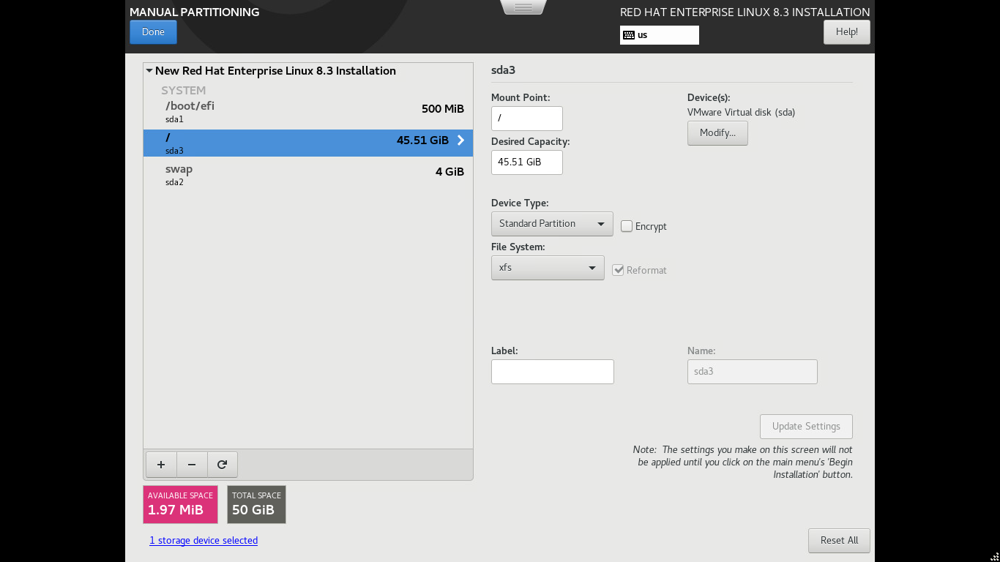 MANUAL PARTITIONING
RED HAT ENTERPRISE LINUX 8.3 INSTALLATION
Done
us
Help!
New Red Hat Enterprise Linux 8.3 Installation
SYSTEM
/boot/efi
500 MiB
sda1
/
45.51 GiB
sda3
swap
4 GiB
sda2
+ −
AVAILABLE SPACE
1.97 MiB
TOTAL SPACE
50 GiB
1 storage device selected
sda3
Mount Point:
/
Device(s):
VMware Virtual disk (sda)
Modify...
Desired Capacity:
45.51 GiB
Device Type:
Standard Partition
Encrypt
File System:
xfs
Reformat
Label:
Name:
sda3
Update Settings
Note:  The settings you make on this screen will not
be applied until you click on the main menu's 'Begin
Installation' button.
Reset All